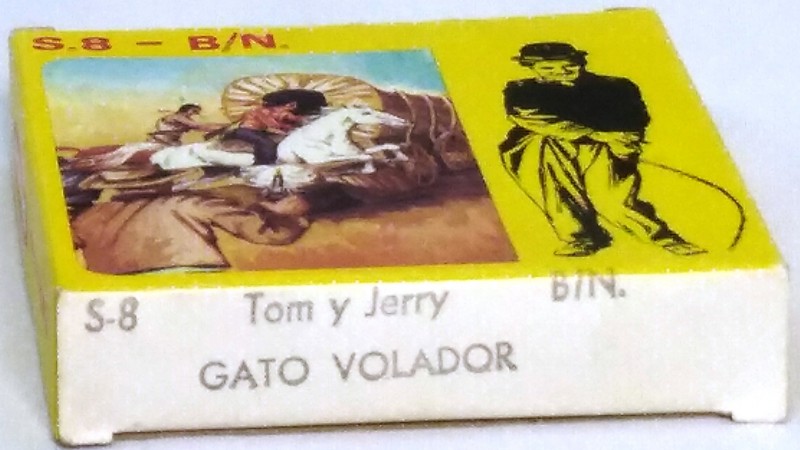 S.8 - B/N.
S-8 Tom y Jerry B/N.
GATO VOLADOR